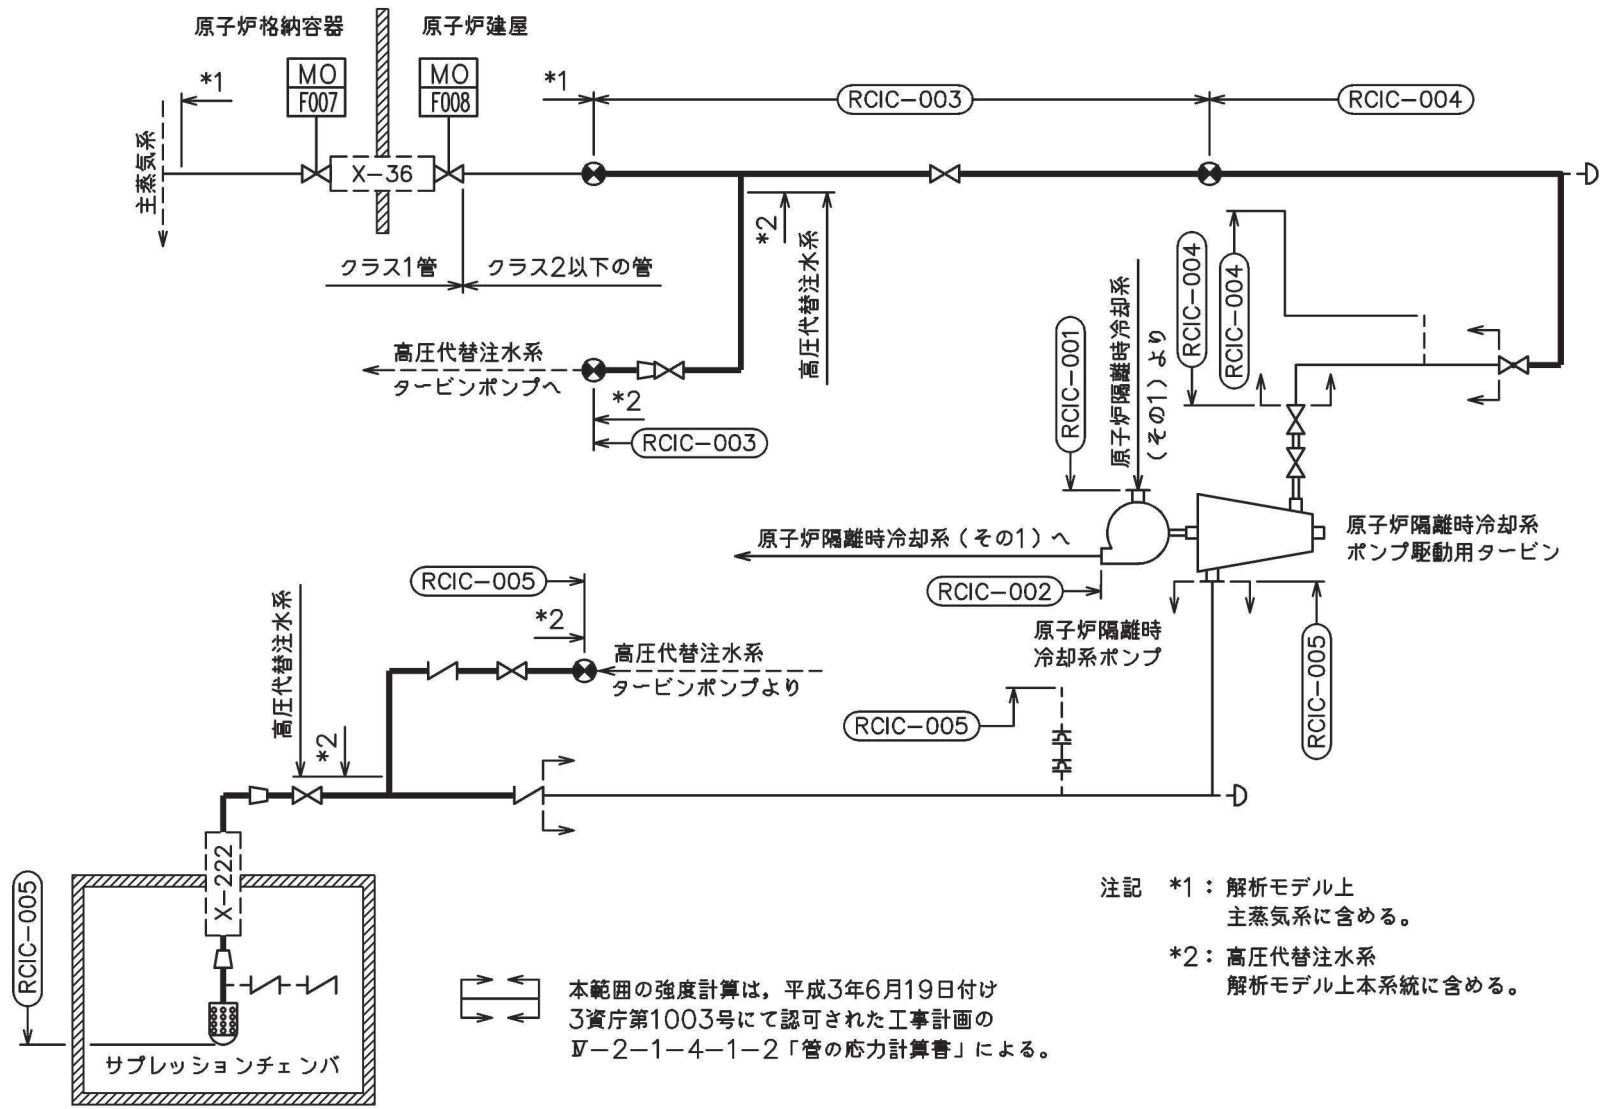 原子炉格納容器
原子炉建屋
MO
F007
MO
F008
*1
*1
RCIC-003
RCIC-004
主蒸気系
X-36
クラス1管
クラス2以下の管
*2
高圧代替注水系
RCIC-004
RCIC-004
高圧代替注水系
タービンポンプへ
*2
RCIC-003
RCIC-001
原子炉隔離時冷却系
(その1)より
原子炉隔離時冷却系(その1)へ
原子炉隔離時冷却系
ポンプ駆動用タービン
RCIC-002
原子炉隔離時
冷却系ポンプ
RCIC-005
RCIC-005
*2
高圧代替注水系
タービンポンプより
高圧代替注水系
*2
RCIC-005
X-222
RCIC-005
サプレッションチェンバ
注記 *1: 解析モデル上
主蒸気系に含める。
*2: 高圧代替注水系
解析モデル上本系統に含める。
本範囲の強度計算は,平成3年6月19日付け
3資庁第1003号にて認可された工事計画の
Ⅳ-2-1-4-1-2「管の応力計算書」による。